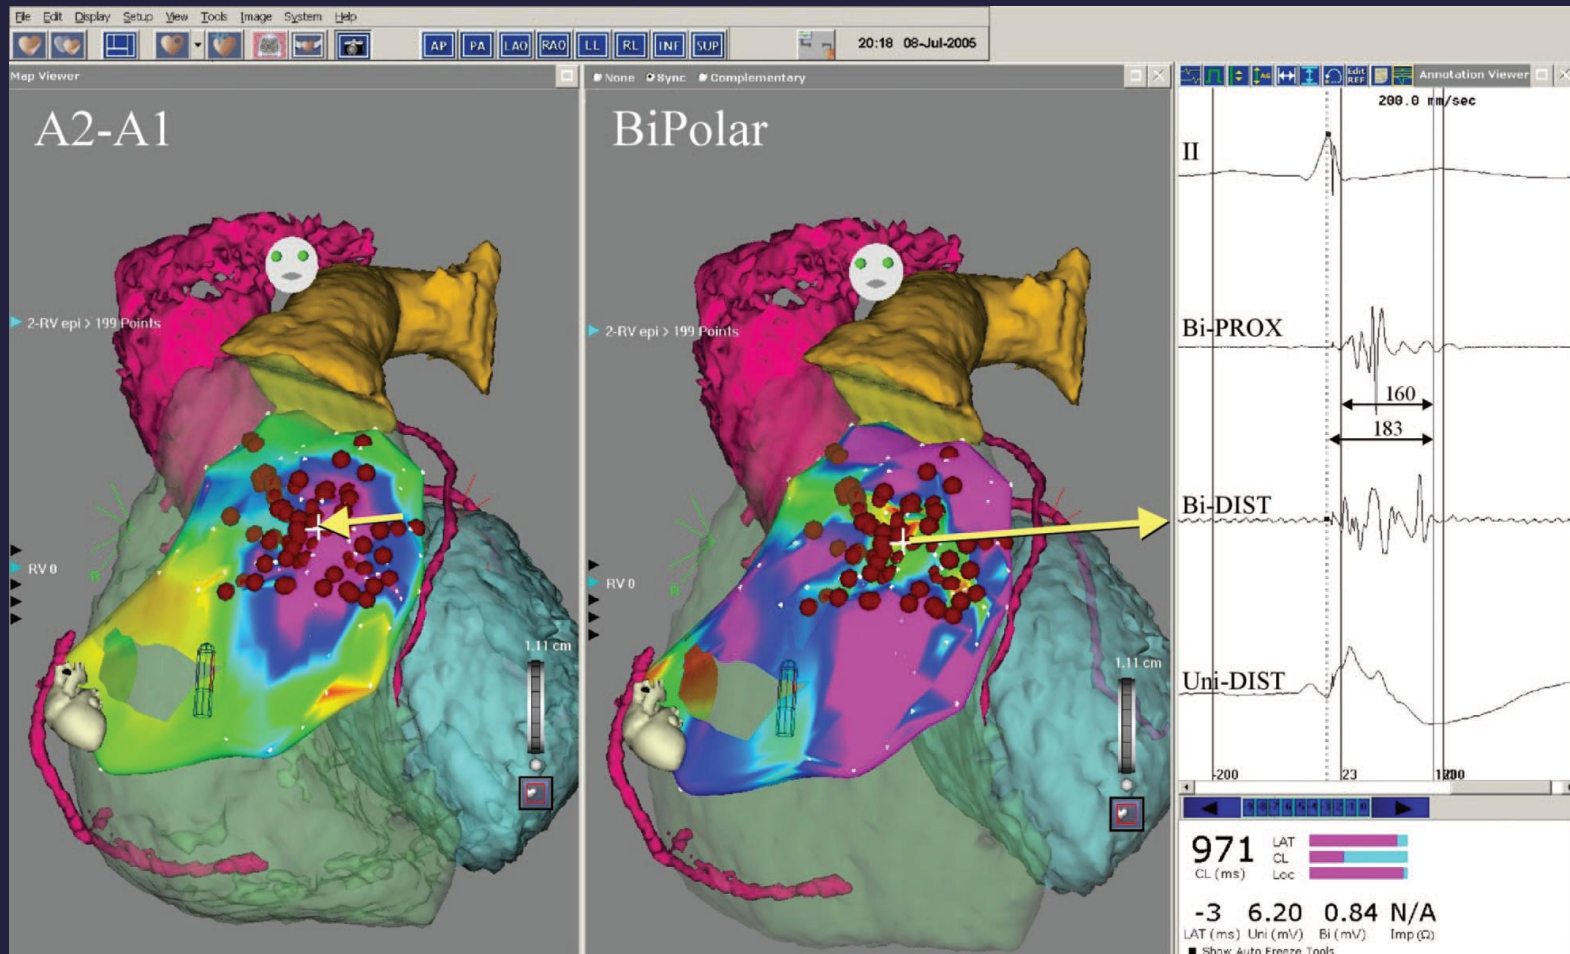 File Edit Display Setup View Tools Image System Help
AP PA LAO RAO LL RL INF SUP
20:18 08-Jul-2005
Map Viewer
None Sync Complementary
Annotation Viewer
Edit REF
200.0 mm/sec
A2-A1
BiPolar
II
2-RV epi > 199 Points
2-RV epi > 199 Points
Bi-PROX
160
183
Bi-DIST
RV 0
RV 0
R
R
1.11 cm
1.11 cm
Uni-DIST
-200 23 200
971
CL (ms)
LAT
CL
Loc
-3 6.20 0.84 N/A
LAT (ms) Uni (mV) Bi (mV) Imp (Ω)
Show Auto Freeze Tools